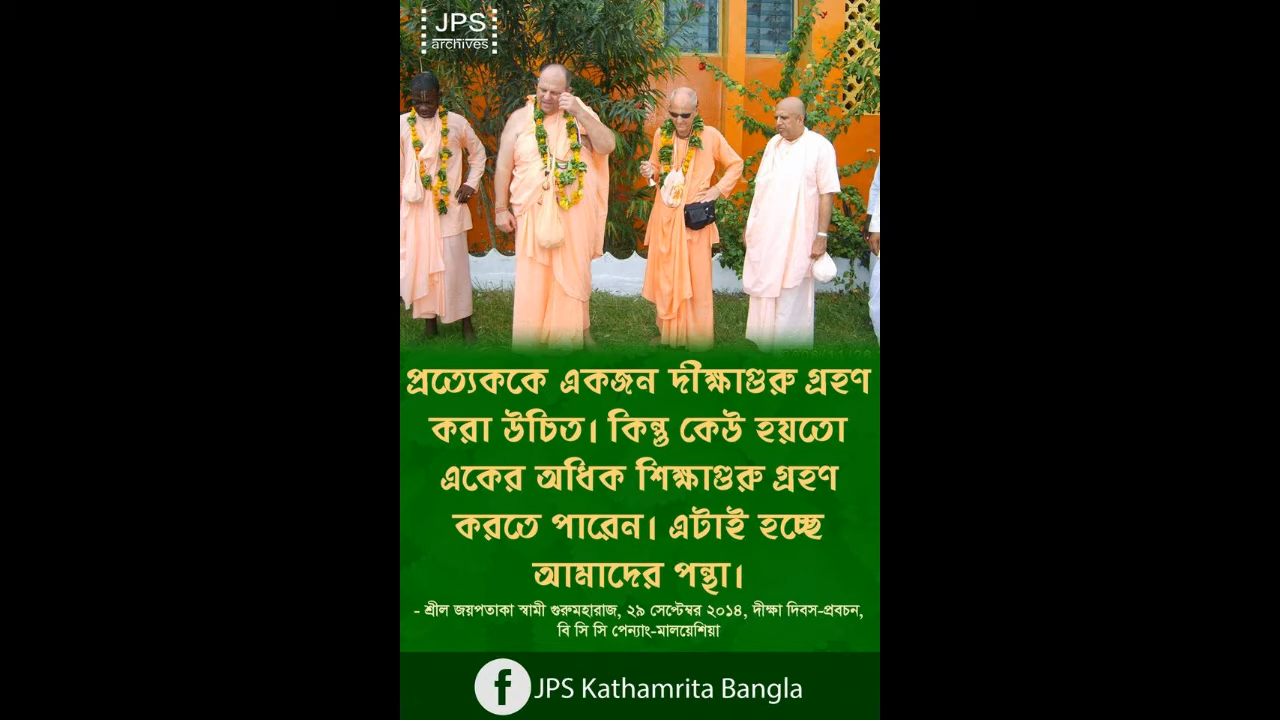 JPS
archives
প্রত্যেককে একজন দীক্ষাগুরু গ্রহণ
করা উচিত। কিন্তু কেউ হয়তো
একের অধিক শিক্ষাগুরু গ্রহণ
করতে পারেন। এটাই হচ্ছে
আমাদের পন্থা।
- শ্রীল জয়পতাকা স্বামী গুরুমহারাজ, ২৯ সেপ্টেম্বর ২০১৪, দীক্ষা দিবস-প্রবচন,
বি সি সি পেন্যাং-মালয়েশিয়া
f JPS Kathamrita Bangla